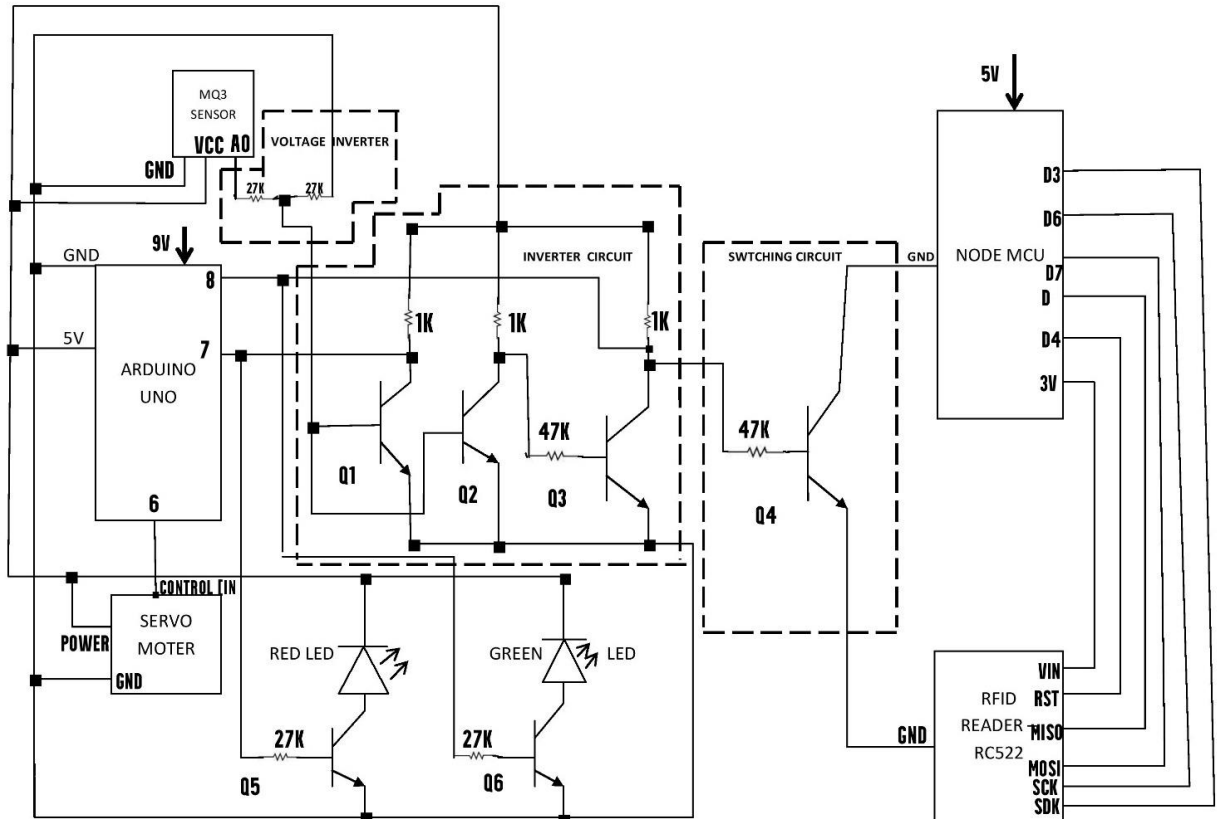 5V
MQ3
SENSOR
VCC A0
GND
VOLTAGE INVERTER
27K
27K
D3
D6
D7
D
D4
3V
NODE MCU
GND
9V
GND
8
5V
7
ARDUINO
UNO
6
INVERTER CIRCUIT
SWTCHING CIRCUIT
1K
1K
1K
47K
47K
Q1
Q2
Q3
Q4
CONTROL [IN
SERVO
MOTER
POWER
GND
RED LED
GREEN LED
27K
27K
Q5
Q6
GND
RFID
READER
RC522
VIN
RST
MISO
MOSI
SCK
SDK